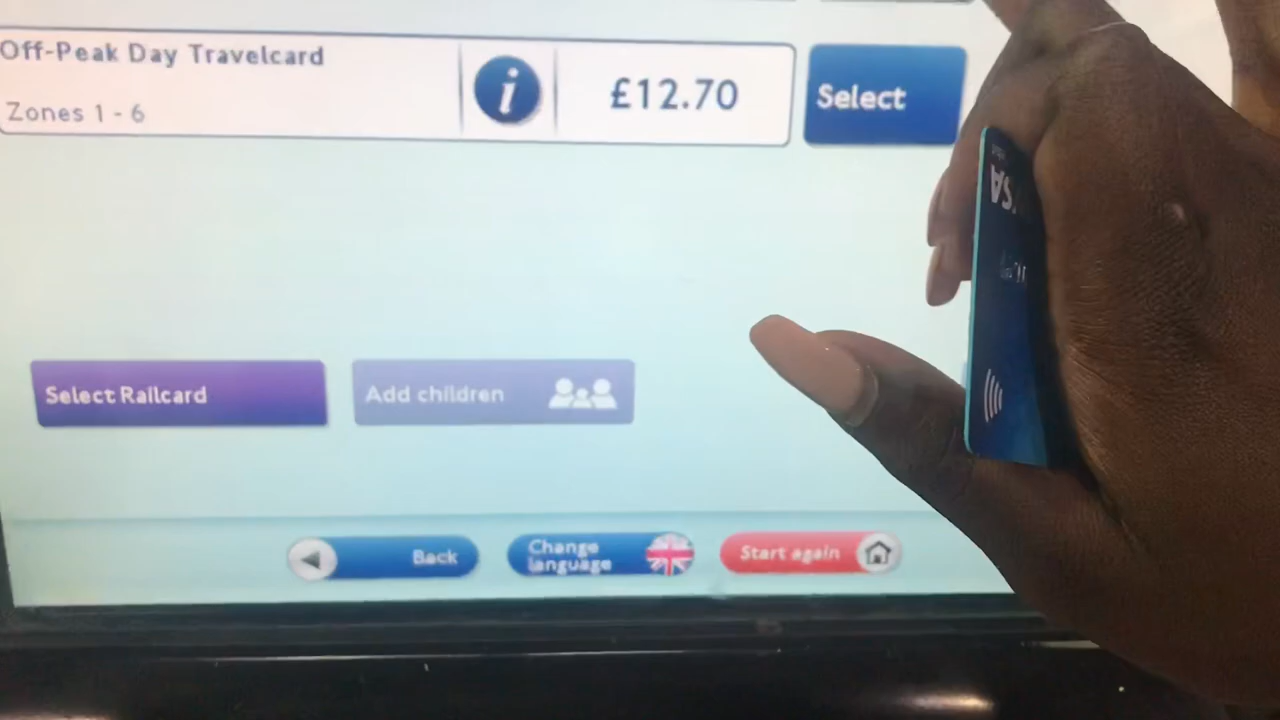 Off-Peak Day Travelcard
Zones 1 - 6
i
£12.70
Select
VISA
Select Railcard
Add children
Back
Change
language
Start again